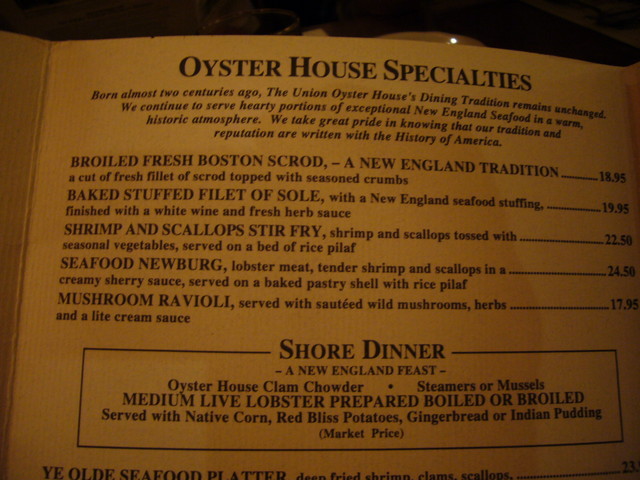 OYSTER HOUSE SPECIALTIES
Born almost two centuries ago, The Union Oyster House's Dining Tradition remains unchanged.
We continue to serve hearty portions of exceptional New England Seafood in a warm,
historic atmosphere. We take great pride in knowing that our tradition and
reputation are written with the History of America.
BROILED FRESH BOSTON SCROD, – A NEW ENGLAND TRADITION 18.95
a cut of fresh fillet of scrod topped with seasoned crumbs
BAKED STUFFED FILET OF SOLE, with a New England seafood stuffing, 19.95
finished with a white wine and fresh herb sauce
SHRIMP AND SCALLOPS STIR FRY, shrimp and scallops tossed with 22.50
seasonal vegetables, served on a bed of rice pilaf
SEAFOOD NEWBURG, lobster meat, tender shrimp and scallops in a 24.50
creamy sherry sauce, served on a baked pastry shell with rice pilaf
MUSHROOM RAVIOLI, served with sautéed wild mushrooms, herbs 17.95
and a lite cream sauce
SHORE DINNER
– A NEW ENGLAND FEAST –
Oyster House Clam Chowder • Steamers or Mussels
MEDIUM LIVE LOBSTER PREPARED BOILED OR BROILED
Served with Native Corn, Red Bliss Potatoes, Gingerbread or Indian Pudding
(Market Price)
YE OLDE SEAFOOD PLATTER, deep fried shrimp, clams, scallops,